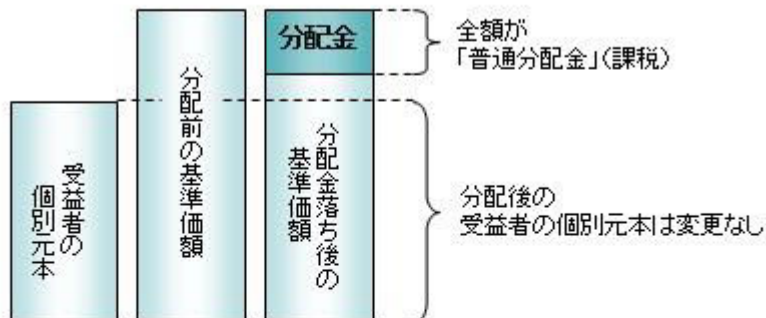 受益者の
個別元本
分配前の基準価額
分配金
分配金落ち後の
基準価額
全額が
「普通分配金」(課税)
分配後の
受益者の個別元本は変更なし